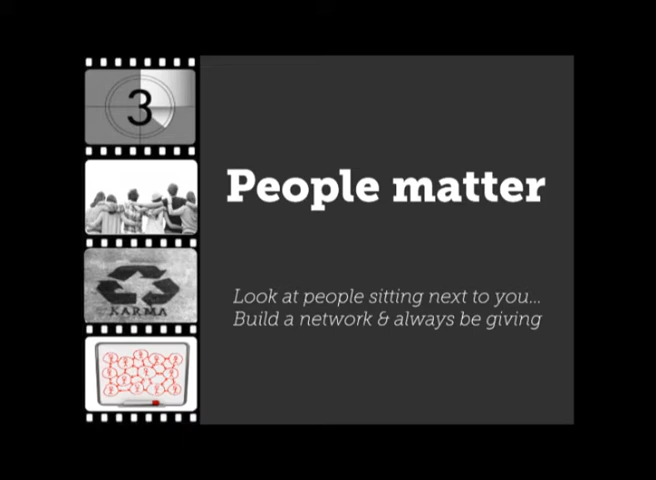 3
People matter
KARMA
Look at people sitting next to you...
Build a network & always be giving